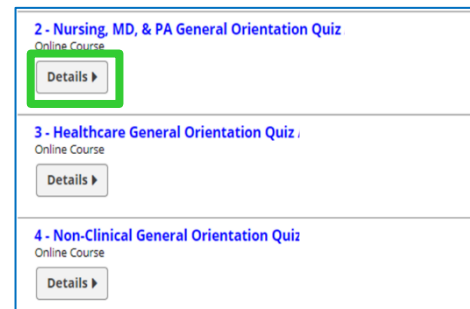 2 - Nursing, MD, & PA General Orientation Quiz
Online Course
Details
3 - Healthcare General Orientation Quiz
Online Course
Details
4 - Non-Clinical General Orientation Quiz
Online Course
Details